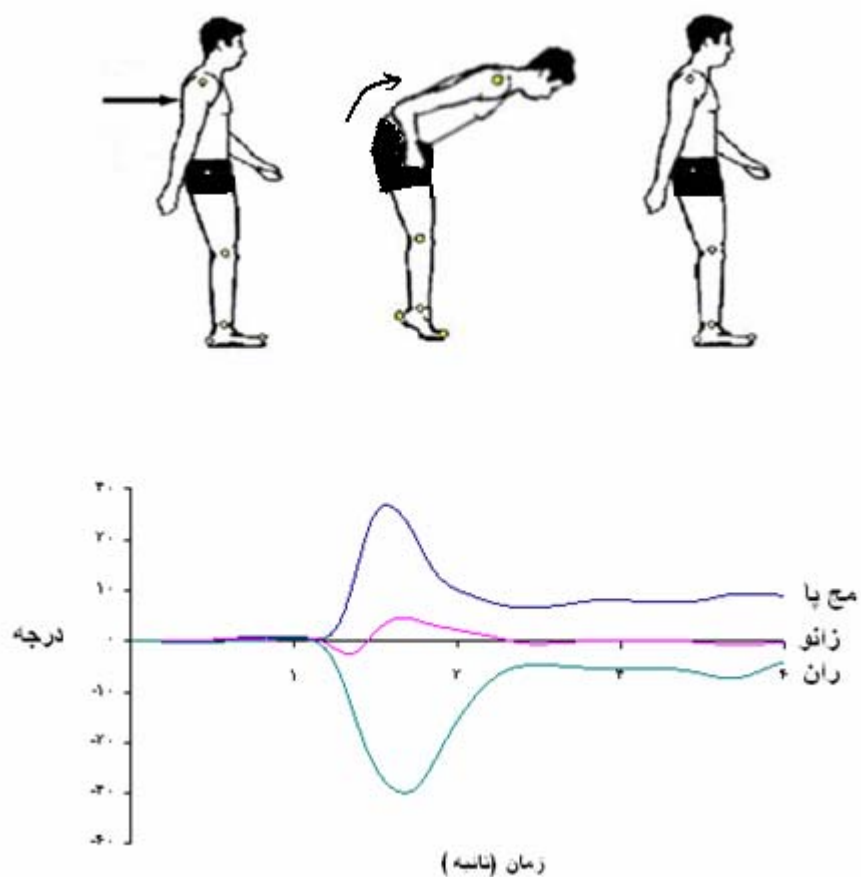 ۳۰
۲۰
۱۰
۰
-۱۰
-۲۰
-۳۰
-۴۰
درجه
۱
۲
۳
۴
مچ پا
زانو
ران
زمان (ثانیه)